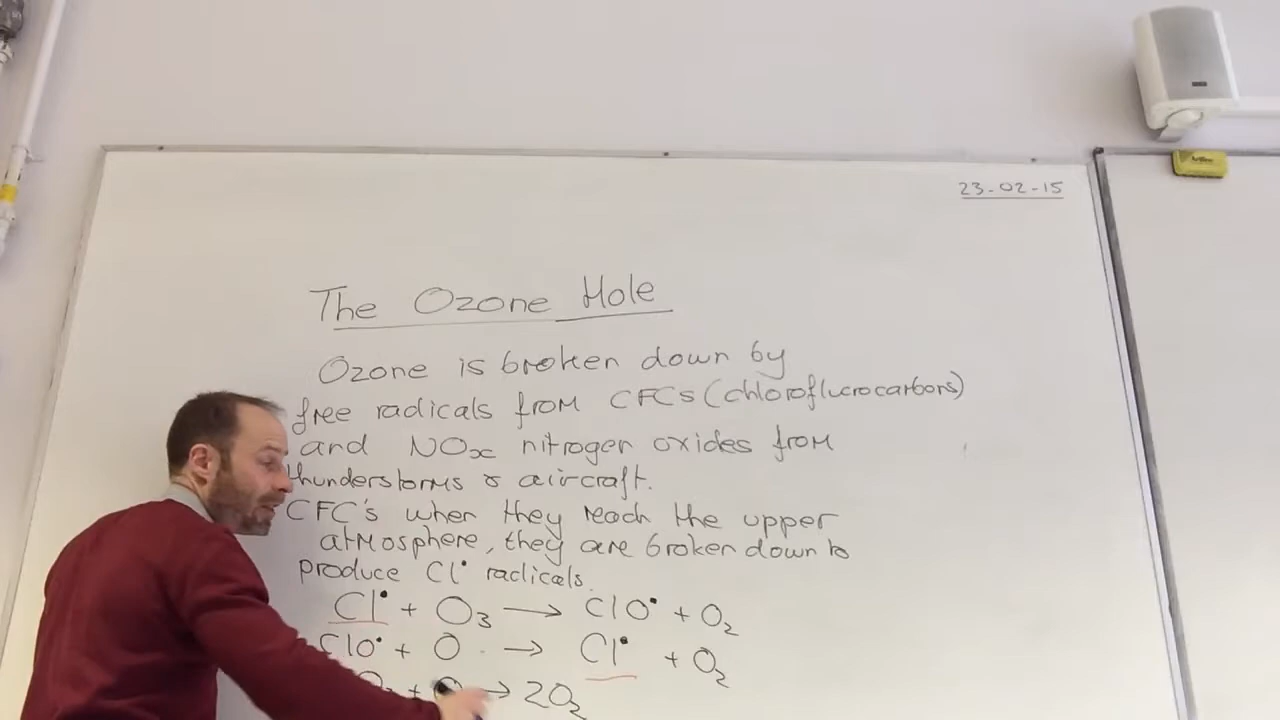 23-02-15
The Ozone Hole
Ozone is broken down by
free radicals from CFCs (chlorofluorocarbons)
and NOx nitrogen oxides from
thunderstorms & aircraft.
CFC's when they reach the upper
atmosphere, they are broken down to
produce Cl• radicals.
Cl• + O₃ → ClO• + O₂
ClO• + O → Cl• + O₂
+ O → 2O₂